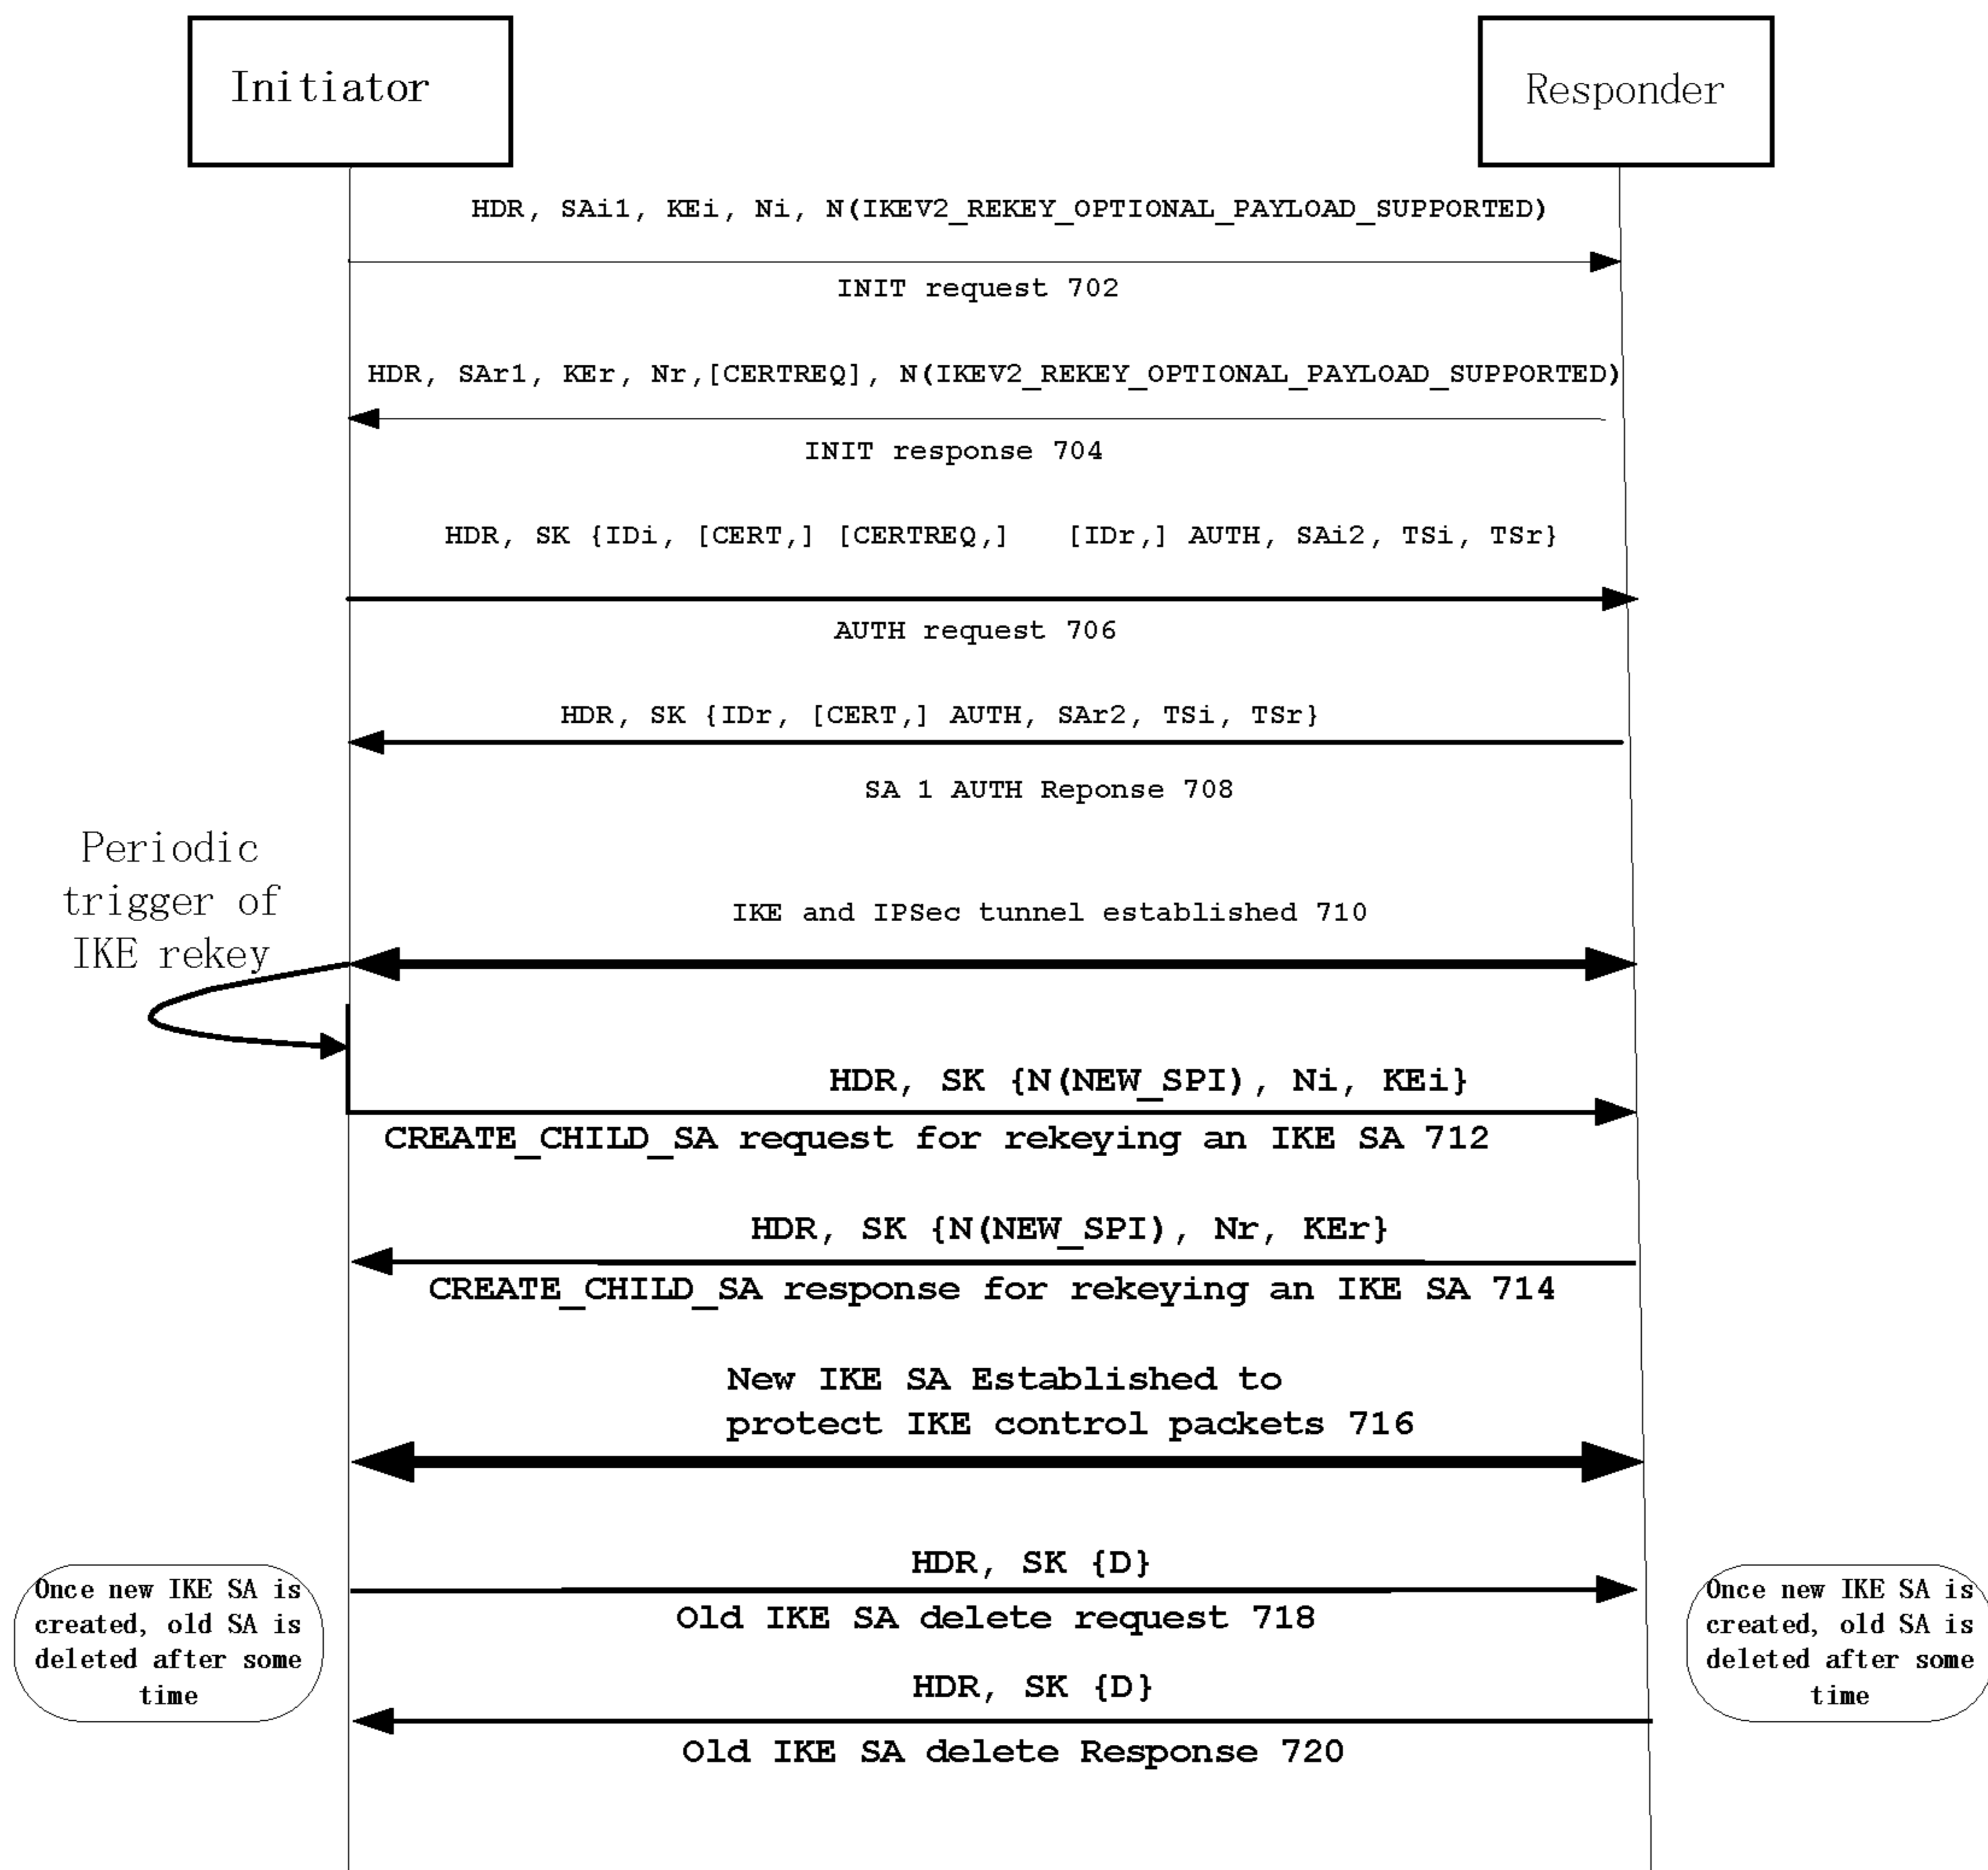 Initiator
Responder
HDR, SAi1, KEi, Ni, N(IKEV2_REKEY_OPTIONAL_PAYLOAD_SUPPORTED)
INIT request 702
HDR, SAr1, KEr, Nr,[CERTREQ], N(IKEV2_REKEY_OPTIONAL_PAYLOAD_SUPPORTED)
INIT response 704
HDR, SK {IDi, [CERT,] [CERTREQ,] [IDr,] AUTH, SAi2, TSi, TSr}
AUTH request 706
HDR, SK {IDr, [CERT,] AUTH, SAr2, TSi, TSr}
SA 1 AUTH Reponse 708
Periodic
trigger of
IKE rekey
IKE and IPSec tunnel established 710
HDR, SK {N(NEW_SPI), Ni, KEi}
CREATE_CHILD_SA request for rekeying an IKE SA 712
HDR, SK {N(NEW_SPI), Nr, KEr}
CREATE_CHILD_SA response for rekeying an IKE SA 714
New IKE SA Established to
protect IKE control packets 716
HDR, SK {D}
Old IKE SA delete request 718
Once new IKE SA is
created, old SA is
deleted after some
time
Once new IKE SA is
created, old SA is
deleted after some
time
HDR, SK {D}
Old IKE SA delete Response 720